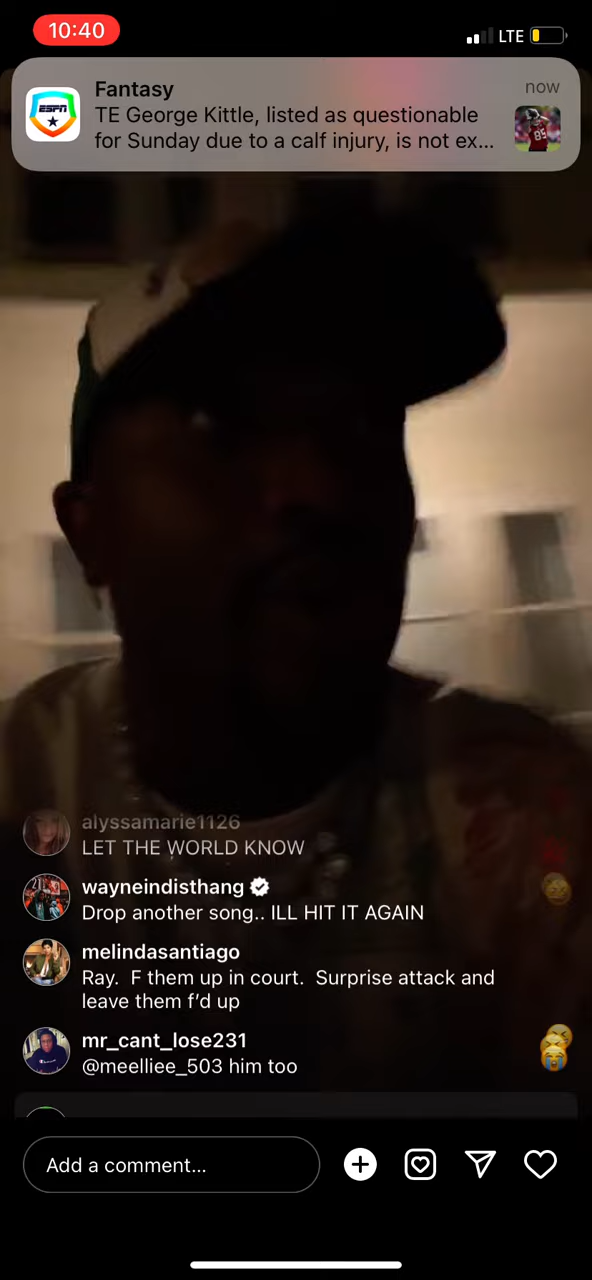 10:40
LTE
Fantasy
now
ESPN
TE George Kittle, listed as questionable
for Sunday due to a calf injury, is not ex...
85
alyssamarie1126
LET THE WORLD KNOW
wayneindisthang
Drop another song.. ILL HIT IT AGAIN
melindasantiago
Ray.  F them up in court.  Surprise attack and
leave them f’d up
mr_cant_lose231
@meelliee_503 him too
Add a comment...